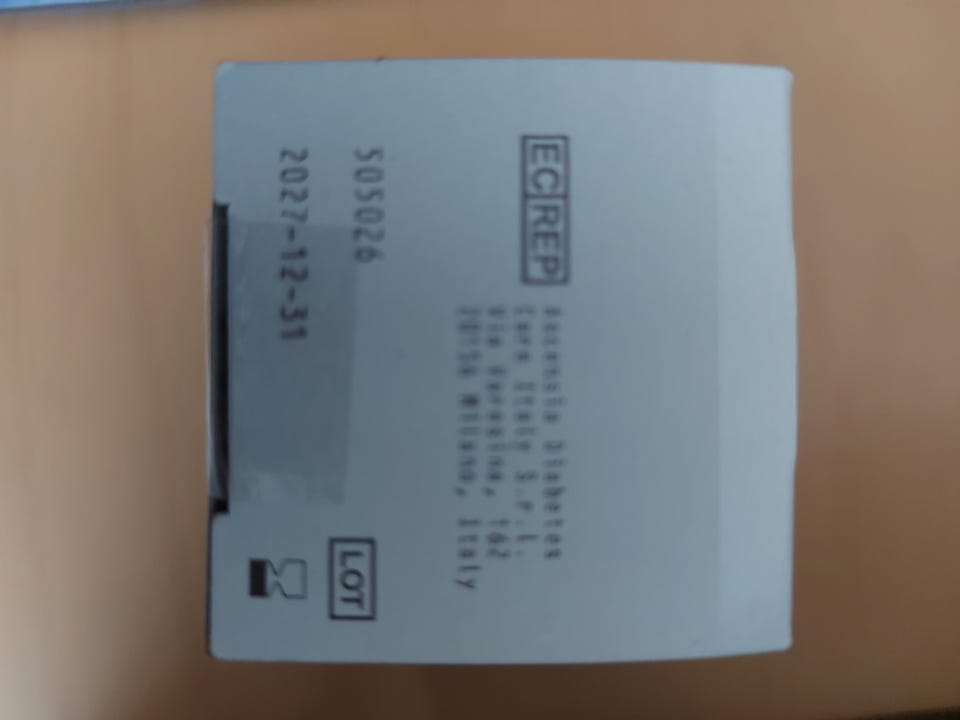 EC REP
Ascensia Diabetes
Care Italy S.r.l.
Via Varesina, 162
20156 Milano, Italy
505026
LOT
2027-12-31